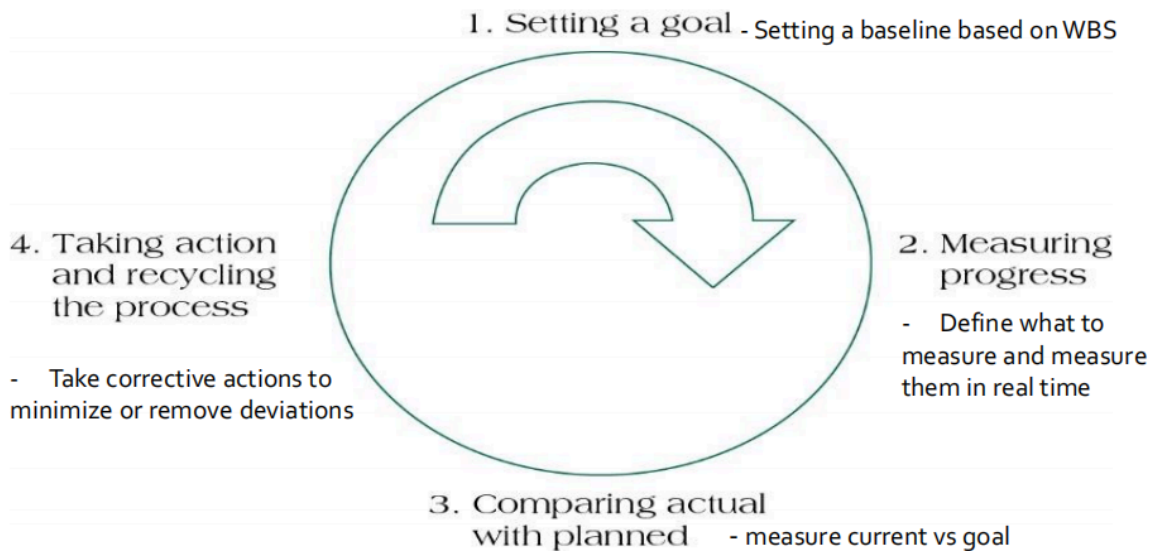 1. Setting a goal - Setting a baseline based on WBS
2. Measuring
progress
- Define what to
measure and measure
them in real time
3. Comparing actual
with planned - measure current vs goal
4. Taking action
and recycling
the process
- Take corrective actions to
minimize or remove deviations